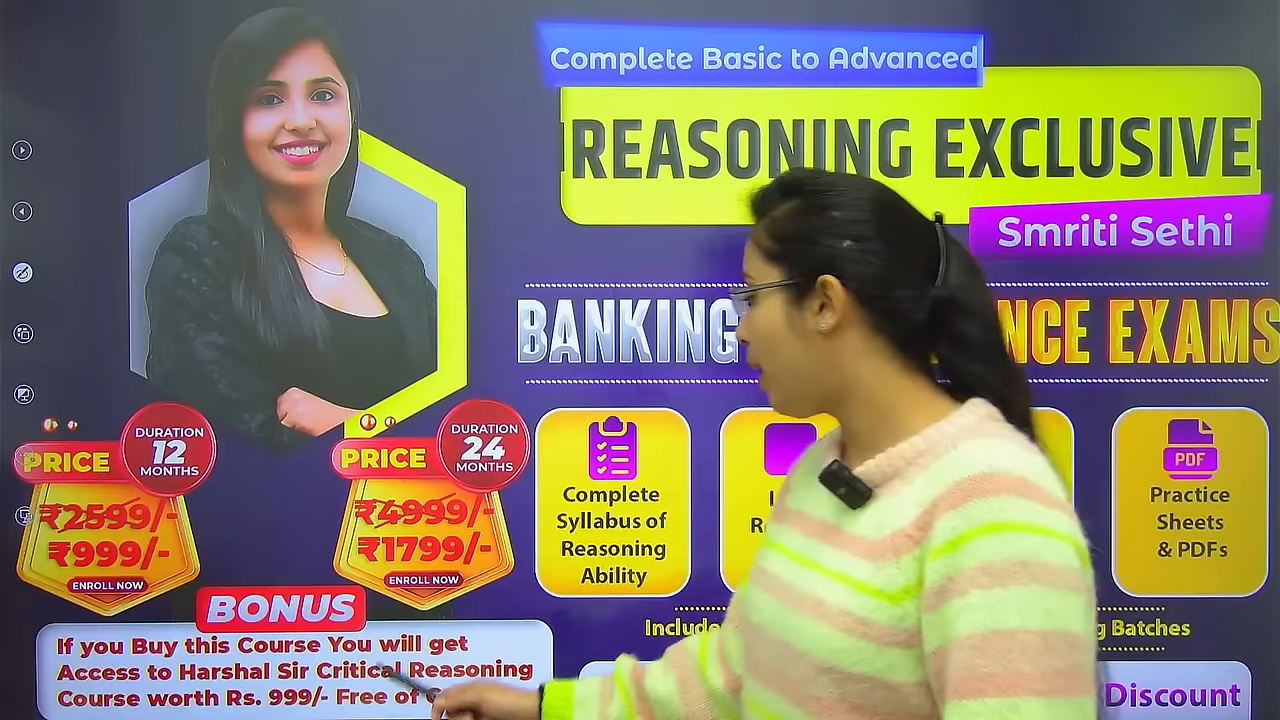 Complete Basic to Advanced
REASONING EXCLUSIVE
Smriti Sethi
BANKING
NCE EXAMS
DURATION
12
MONTHS
PRICE
₹2599/-
₹999/-
ENROLL NOW
DURATION
24
MONTHS
PRICE
₹4999/-
₹1799/-
ENROLL NOW
Complete
Syllabus of
Reasoning
Ability
PDF
Practice
Sheets
& PDFs
BONUS
If you Buy this Course You will get
Access to Harshal Sir Critical Reasoning
Course worth Rs. 999/- Free of
Include
g Batches
Discount